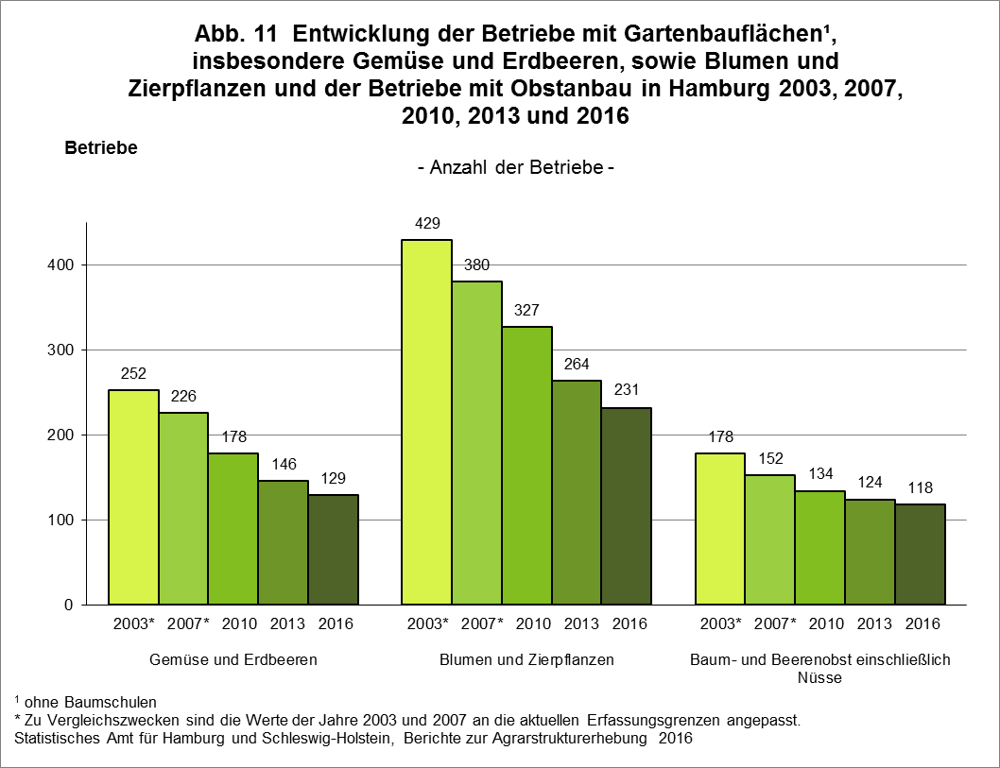 Abb. 11  Entwicklung der Betriebe mit Gartenbauflächen¹,
insbesondere Gemüse und Erdbeeren, sowie Blumen und
Zierpflanzen und der Betriebe mit Obstanbau in Hamburg 2003, 2007,
2010, 2013 und 2016
Betriebe
- Anzahl der Betriebe -
429
400
380
327
300
264
252
226
231
200
178
178
146
129
152
134
124
118
100
0
2003* 2007* 2010 2013 2016 2003* 2007* 2010 2013 2016 2003* 2007* 2010 2013 2016
Gemüse und Erdbeeren Blumen und Zierpflanzen Baum- und Beerenobst einschließlich
Nüsse
¹ ohne Baumschulen
* Zu Vergleichszwecken sind die Werte der Jahre 2003 und 2007 an die aktuellen Erfassungsgrenzen angepasst.
Statistisches Amt für Hamburg und Schleswig-Holstein, Berichte zur Agrarstrukturerhebung 2016